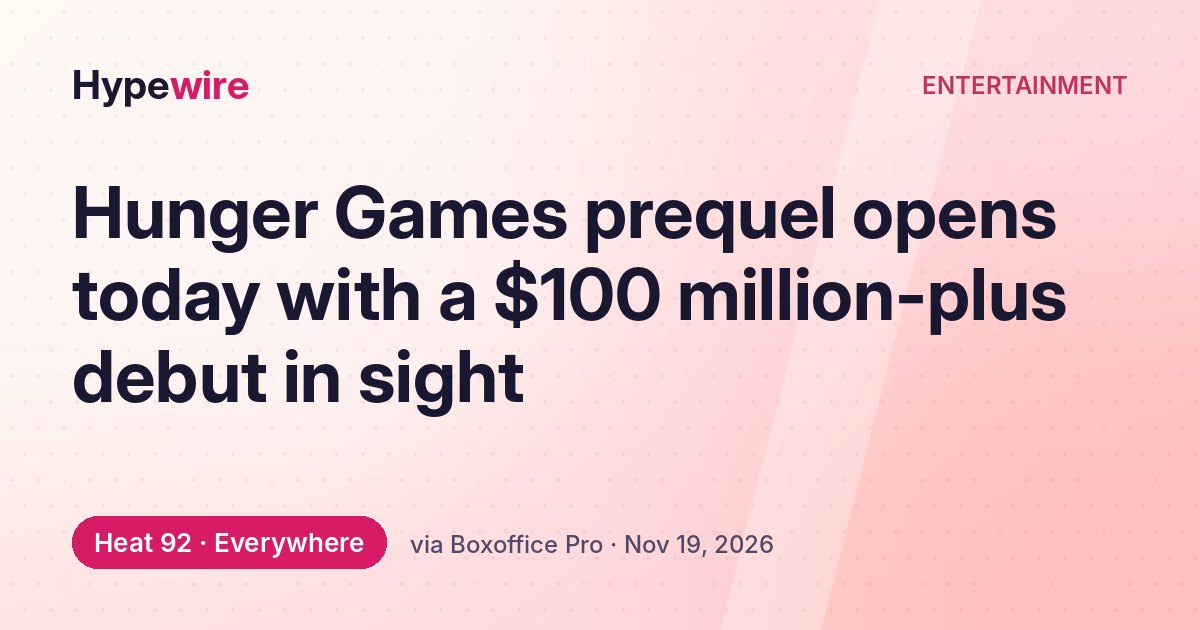 Hypewire
ENTERTAINMENT
Hunger Games prequel opens
today with a $100 million-plus
debut in sight
Heat 92 · Everywhere
via Boxoffice Pro · Nov 19, 2026